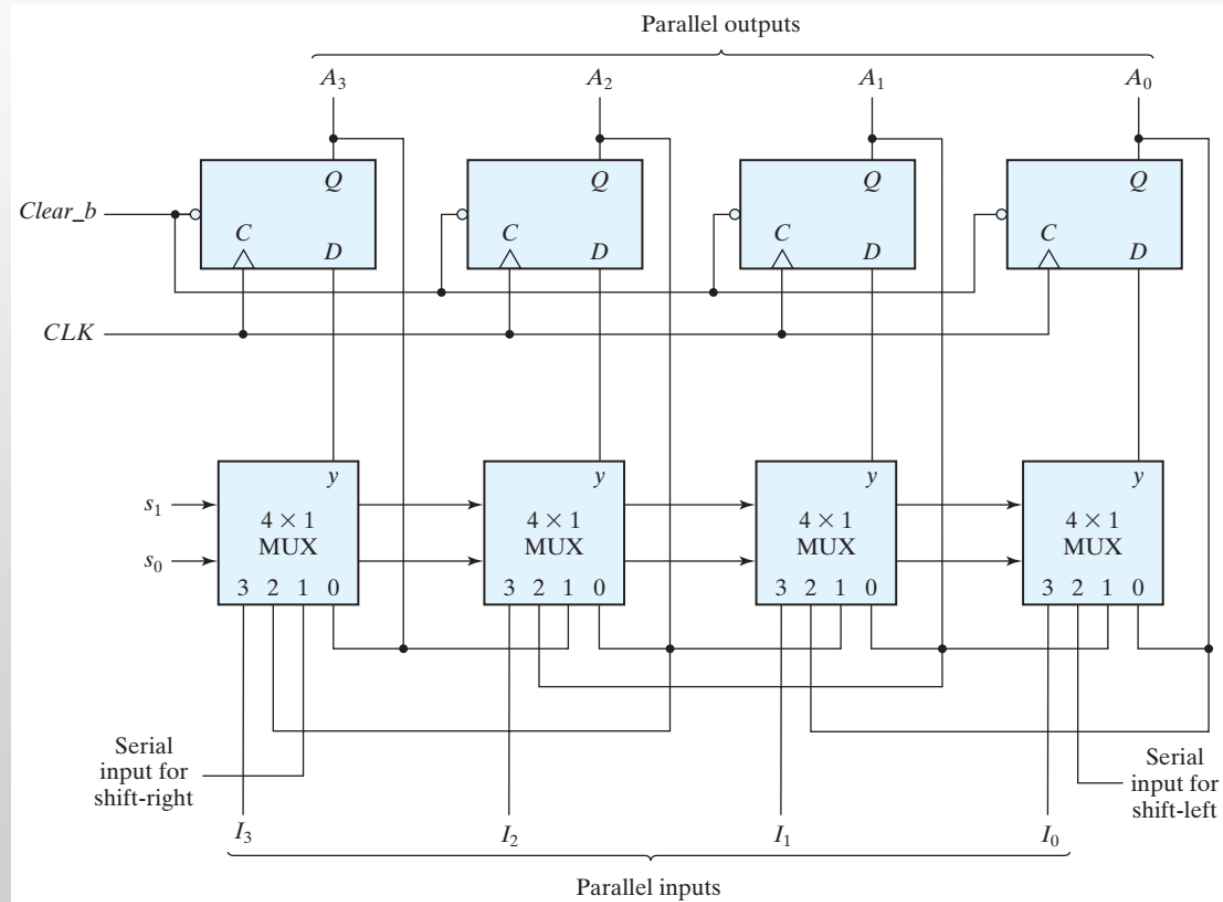 Parallel outputs
A3 A2 A1 A0
Q Q Q Q
Clear_b
C C C C
D D D D
CLK
y y y y
s1
4 × 1 4 × 1 4 × 1 4 × 1
MUX MUX MUX MUX
s0
3 2 1 0 3 2 1 0 3 2 1 0 3 2 1 0
Serial
input for
shift-right
Serial
input for
shift-left
I3 I2 I1 I0
Parallel inputs